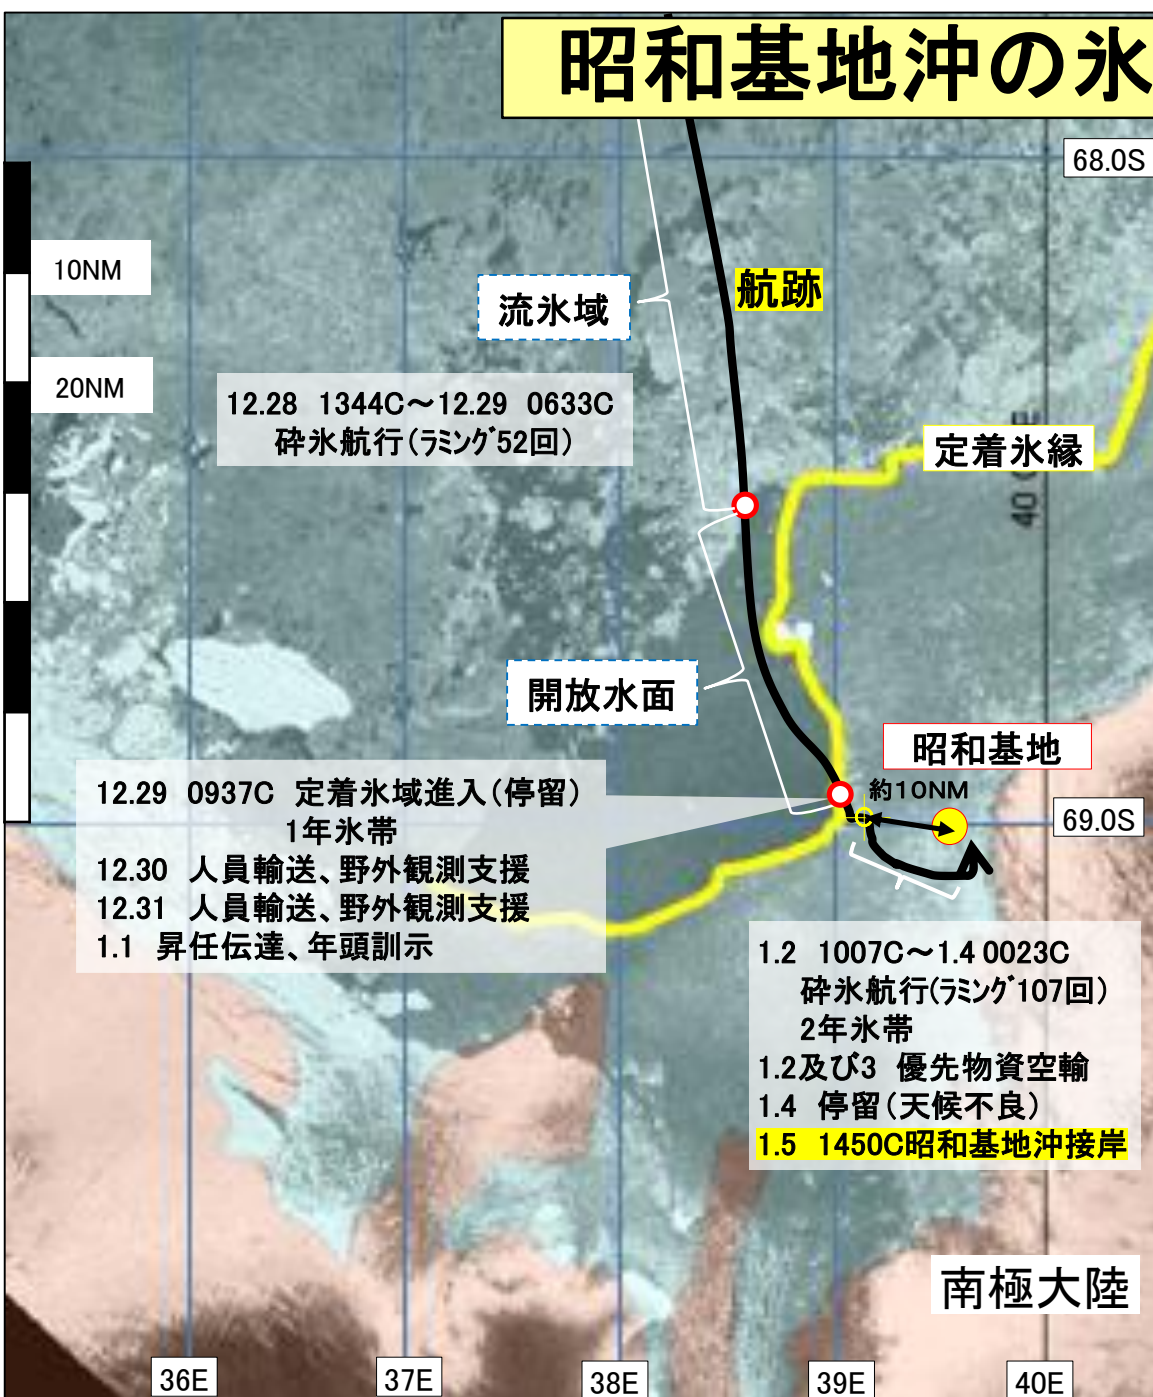 昭和基地沖の氷
68.0S
10NM
流氷域
航跡
20NM
12.28 1344C～12.29 0633C
砕氷航行(ﾗﾐﾝｸﾞ52回)
定着氷縁
40 E
開放水面
昭和基地
約10NM
69.0S
12.29 0937C 定着氷域進入(停留)
1年氷帯
12.30 人員輸送、野外観測支援
12.31 人員輸送、野外観測支援
1.1 昇任伝達、年頭訓示
1.2 1007C～1.4 0023C
砕氷航行(ﾗﾐﾝｸﾞ107回)
2年氷帯
1.2及び3 優先物資空輸
1.4 停留(天候不良)
1.5 1450C昭和基地沖接岸
南極大陸
36E
37E
38E
39E
40E